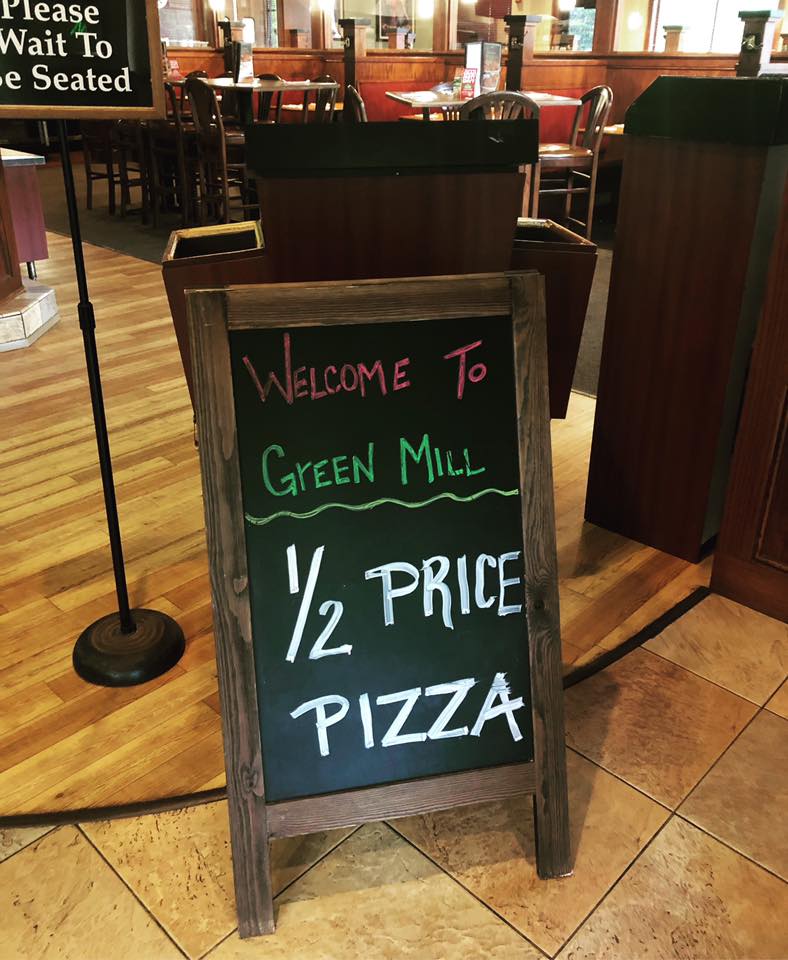 Please
Wait To
Be Seated
WELCOME TO
GREEN MILL
1/2 PRICE
PIZZA